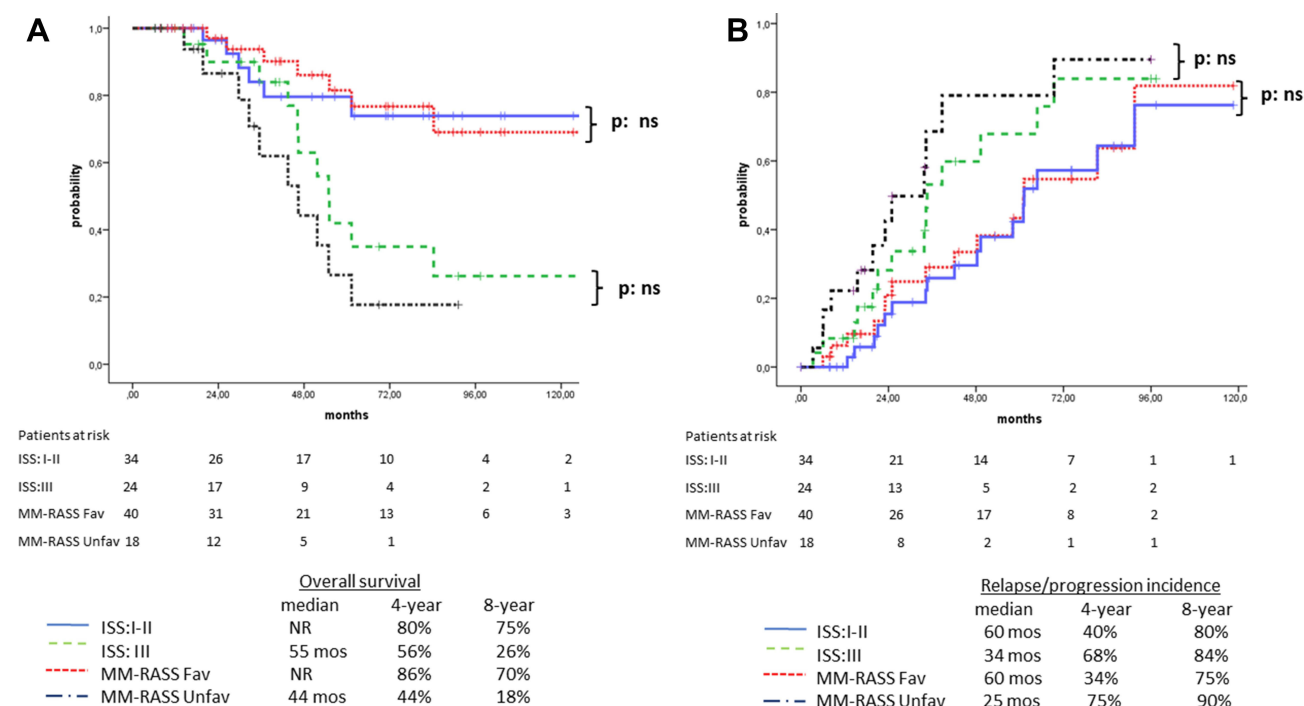 A
1,0
0,8
0,6
0,4
0,2
0,0
probability
,00 24,00 48,00 72,00 96,00 120,00
months
p: ns
p: ns
Patients at risk
ISS: I-II 34 26 17 10 4 2
ISS:III 24 17 9 4 2 1
MM-RASS Fav 40 31 21 13 6 3
MM-RASS Unfav 18 12 5 1
Overall survival
median 4-year 8-year
ISS:I-II NR 80% 75%
ISS: III 55 mos 56% 26%
MM-RASS Fav NR 86% 70%
MM-RASS Unfav 44 mos 44% 18%
B
1,0
0,8
0,6
0,4
0,2
0,0
probability
,00 24,00 48,00 72,00 96,00 120,0
months
p: ns
p: ns
Patients at risk
ISS: I-II 34 21 14 7 1 1
ISS:III 24 13 5 2 2
MM-RASS Fav 40 26 17 8 2
MM-RASS Unfav 18 8 2 1 1
Relapse/progression incidence
median 4-year 8-year
ISS:I-II 60 mos 40% 80%
ISS:III 34 mos 68% 84%
MM-RASS Fav 60 mos 34% 75%
MM-RASS Unfav 25 mos 75% 90%